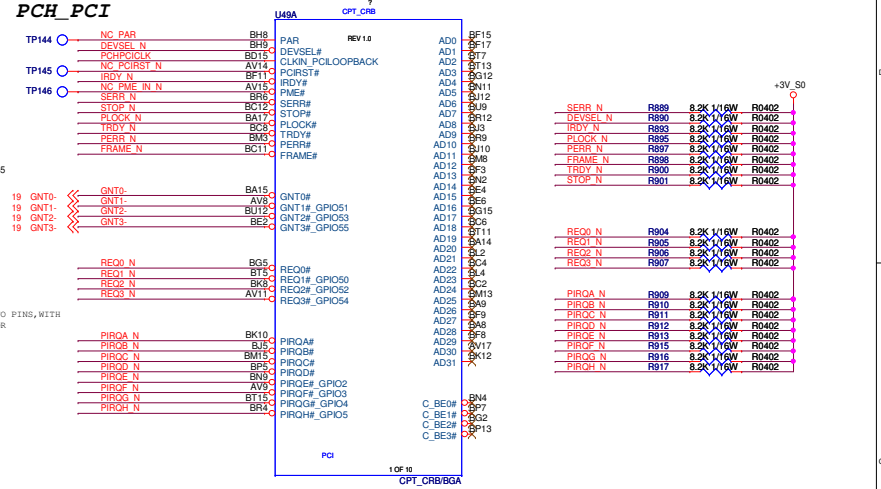 PCH_PCI
?
U49A
CPT_CRB
REV 1.0
TP144
NC_PAR BH8 PAR
DEVSEL_N BH9 DEVSEL#
PCHPCICLK BD15 CLKIN_PCILOOPBACK
TP145
NC_PCIRST_N AV14 PCIRST#
IRDY_N BF11 IRDY#
TP146
NC_PME_IN_N AV15 PME#
SERR_N BR6 SERR#
STOP_N BC12 STOP#
PLOCK_N BA17 PLOCK#
TRDY_N BC8 TRDY#
PERR_N BM3 PERR#
FRAME_N BC11 FRAME#
5
19 GNT0- GNT0- BA15 GNT0#
19 GNT1- GNT1- AV8 GNT1#_GPIO51
19 GNT2- GNT2- BU12 GNT2#_GPIO53
19 GNT3- GNT3- BE2 GNT3#_GPIO55
REQ0_N BG5 REQ0#
REQ1_N BT5 REQ1#_GPIO50
REQ2_N BK8 REQ2#_GPIO52
REQ3_N AV11 REQ3#_GPIO54
O PINS,WITH
R
PIRQA_N BK10 PIRQA#
PIRQB_N BJ5 PIRQB#
PIRQC_N BM15 PIRQC#
PIRQD_N BP5 PIRQD#
PIRQE_N BN9 PIRQE#_GPIO2
PIRQF_N AV9 PIRQF#_GPIO3
PIRQG_N BT15 PIRQG#_GPIO4
PIRQH_N BR4 PIRQH#_GPIO5
AD0 BF15
AD1 BF17
AD2 BT7
AD3 BT13
AD4 BG12
AD5 BN11
AD6 BJ12
AD7 BU9
AD8 BR12
AD9 BJ3
AD10 BR9
AD11 BJ10
AD12 BM8
AD13 BF3
AD14 BN2
AD15 BE4
AD16 BE6
AD17 BG15
AD18 BC6
AD19 BT11
AD20 BA14
AD21 BL2
AD22 BC4
AD23 BL4
AD24 BC2
AD25 BM13
AD26 BA9
AD27 BF9
AD28 BA8
AD29 BF8
AD30 AV17
AD31 BK12
C_BE0# BN4
C_BE1# BP7
C_BE2# BG2
C_BE3# BP13
PCI
1 OF 10
CPT_CRB/BGA
+3V_S0
SERR_N R889 8.2K 1/16W R0402
DEVSEL_N R890 8.2K 1/16W R0402
IRDY_N R893 8.2K 1/16W R0402
PLOCK_N R895 8.2K 1/16W R0402
PERR_N R897 8.2K 1/16W R0402
FRAME_N R898 8.2K 1/16W R0402
TRDY_N R900 8.2K 1/16W R0402
STOP_N R901 8.2K 1/16W R0402
REQ0_N R904 8.2K 1/16W R0402
REQ1_N R905 8.2K 1/16W R0402
REQ2_N R906 8.2K 1/16W R0402
REQ3_N R907 8.2K 1/16W R0402
PIRQA_N R909 8.2K 1/16W R0402
PIRQB_N R910 8.2K 1/16W R0402
PIRQC_N R911 8.2K 1/16W R0402
PIRQD_N R912 8.2K 1/16W R0402
PIRQE_N R913 8.2K 1/16W R0402
PIRQF_N R915 8.2K 1/16W R0402
PIRQG_N R916 8.2K 1/16W R0402
PIRQH_N R917 8.2K 1/16W R0402